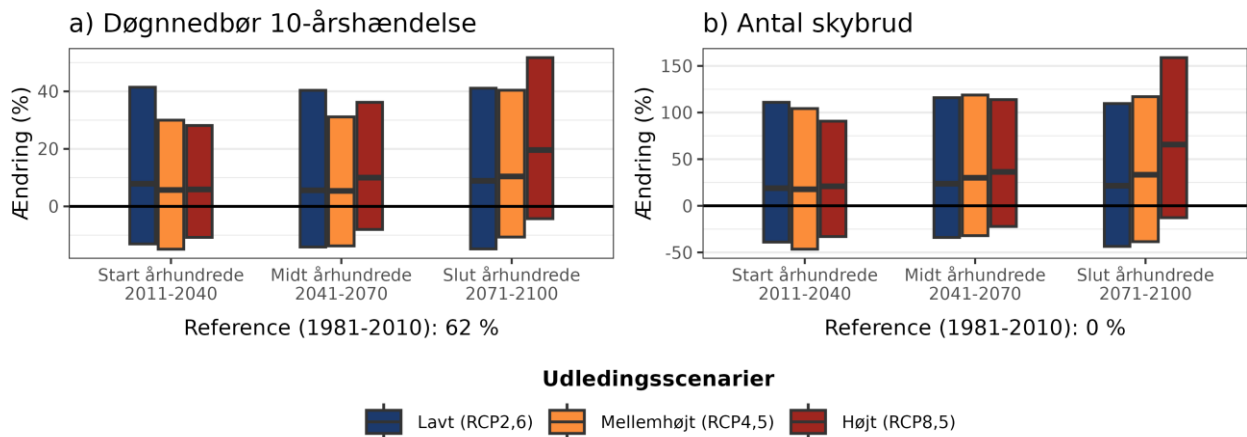 a) Døgnnedbør 10-årshændelse
b) Antal skybrud
Ændring (%)
40
20
0
Start århundrede
2011-2040
Midt århundrede
2041-2070
Slut århundrede
2071-2100
Reference (1981-2010): 62 %
Ændring (%)
150
100
50
0
-50
Start århundrede
2011-2040
Midt århundrede
2041-2070
Slut århundrede
2071-2100
Reference (1981-2010): 0 %
Udledingsscenarier
Lavt (RCP2,6)
Mellemhøjt (RCP4,5)
Højt (RCP8,5)